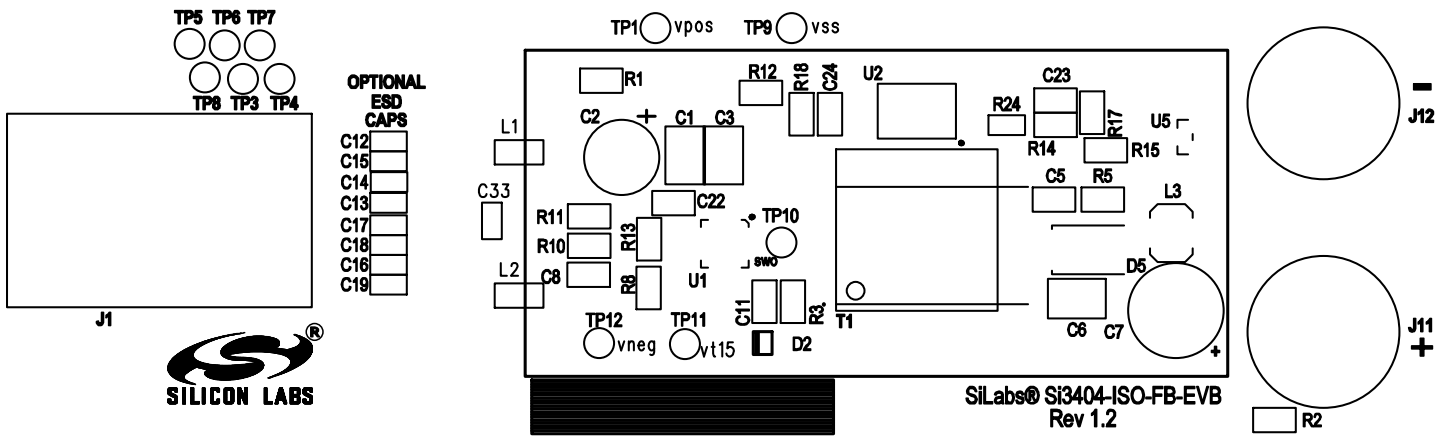 TP5 TP6 TP7
TP8 TP3 TP4
OPTIONAL
ESD
CAPS
C12
C15
C14
C13
C17
C18
C16
C19
J1
®
SILICON LABS
TP1 vpos
TP9 vss
R1
R12
R18
C24
U2
C23
R24
R17
R14
U5
R15
C2
+
C1
C3
L1
C33
L2
C22
R11
R10
C8
R13
R8
U1
TP10
swo
C5
R5
L3
D5
C6
C7
+
T1
C11
R3
D2
TP12
vneg
TP11
vt15
SiLabs® Si3404-ISO-FB-EVB
Rev 1.2
-
J12
J11
+
R2